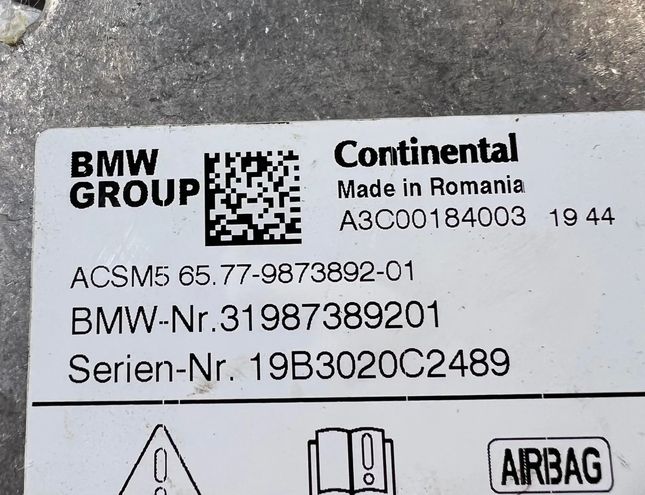 BMW
GROUP
Continental
Made in Romania
A3C00184003 19 44
ACSM5 65.77-9873892-01
BMW-Nr.31987389201
Serien-Nr. 19B3020C2489
AIRBAG